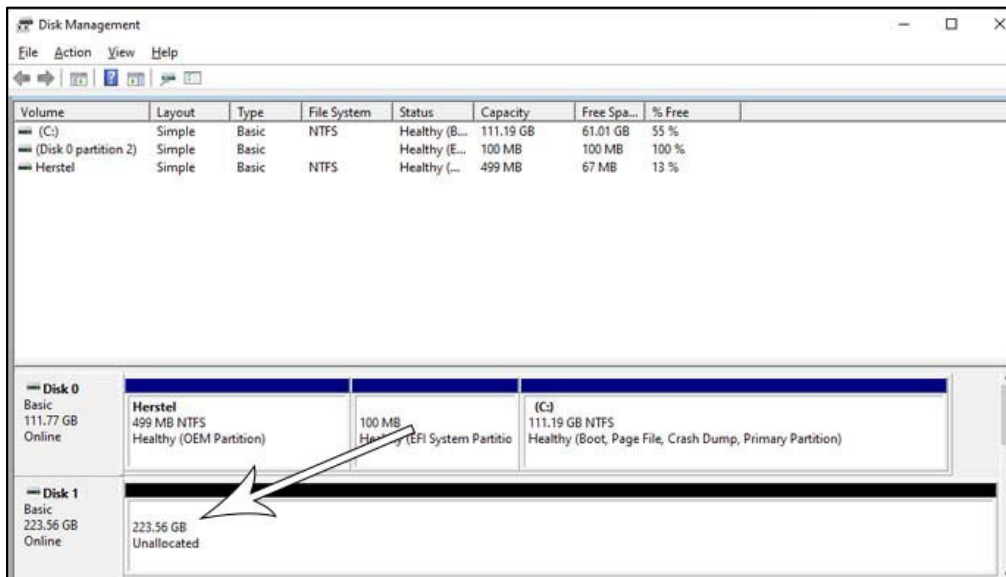 Disk Management
File Action View Help
Volume Layout Type File System Status Capacity Free Spa... % Free
(C:) Simple Basic NTFS Healthy (B... 111.19 GB 61.01 GB 55 %
(Disk 0 partition 2) Simple Basic Healthy (E... 100 MB 100 MB 100 %
Herstel Simple Basic NTFS Healthy (... 499 MB 67 MB 13 %
Disk 0
Basic
111.77 GB
Online
Herstel
499 MB NTFS
Healthy (OEM Partition)
100 MB
Healthy (EFI System Partitio
(C:)
111.19 GB NTFS
Healthy (Boot, Page File, Crash Dump, Primary Partition)
Disk 1
Basic
223.56 GB
Online
223.56 GB
Unallocated